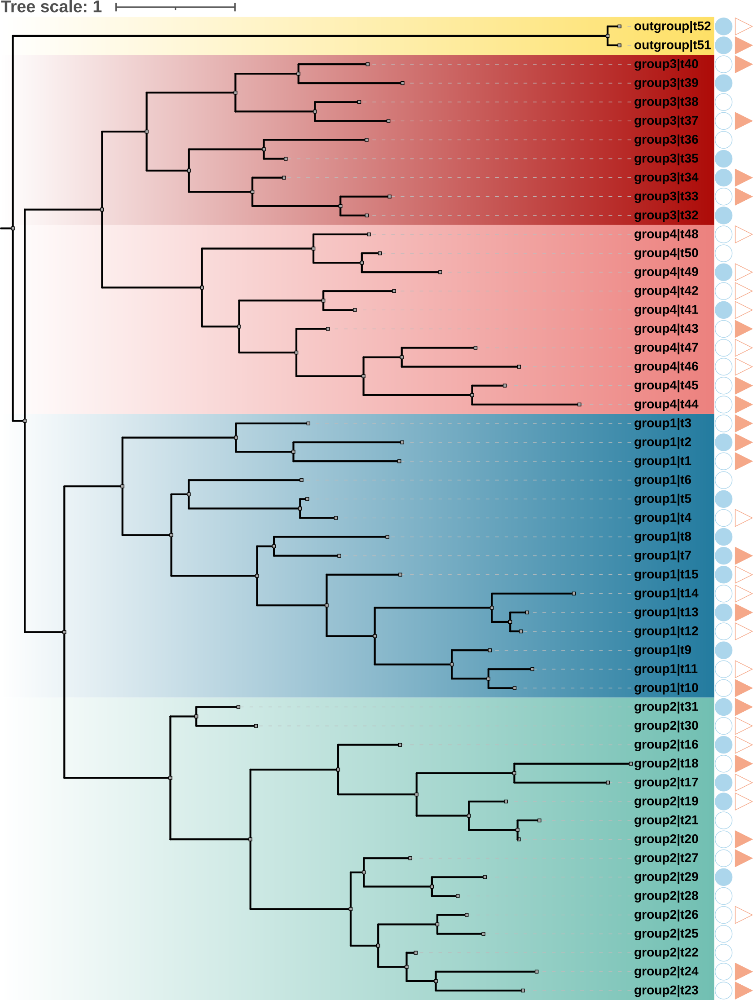 Tree scale: 1
outgroup|t52
outgroup|t51
group3|t40
group3|t39
group3|t38
group3|t37
group3|t36
group3|t35
group3|t34
group3|t33
group3|t32
group4|t48
group4|t50
group4|t49
group4|t42
group4|t41
group4|t43
group4|t47
group4|t46
group4|t45
group4|t44
group1|t3
group1|t2
group1|t1
group1|t6
group1|t5
group1|t4
group1|t8
group1|t7
group1|t15
group1|t14
group1|t13
group1|t12
group1|t9
group1|t11
group1|t10
group2|t31
group2|t30
group2|t16
group2|t18
group2|t17
group2|t19
group2|t21
group2|t20
group2|t27
group2|t29
group2|t28
group2|t26
group2|t25
group2|t22
group2|t24
group2|t23